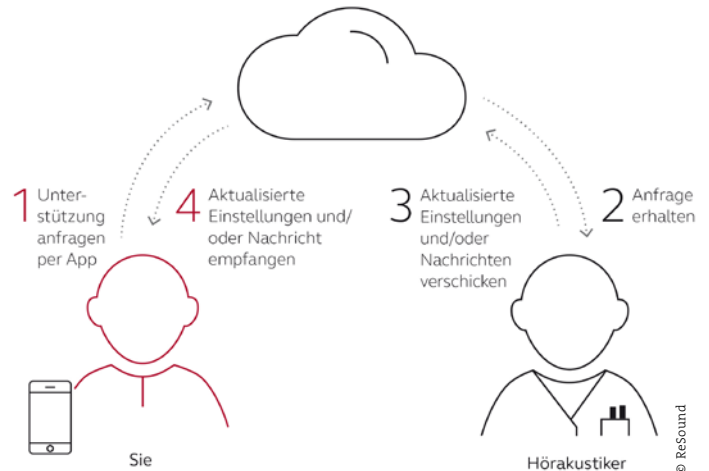 1 Unter-
stützung
anfragen
per App
4 Aktualisierte
Einstellungen und/
oder Nachricht
empfangen
3 Aktualisierte
Einstellungen
und/oder
Nachrichten
verschicken
2 Anfrage
erhalten
Sie
Hörakustiker
© ReSound